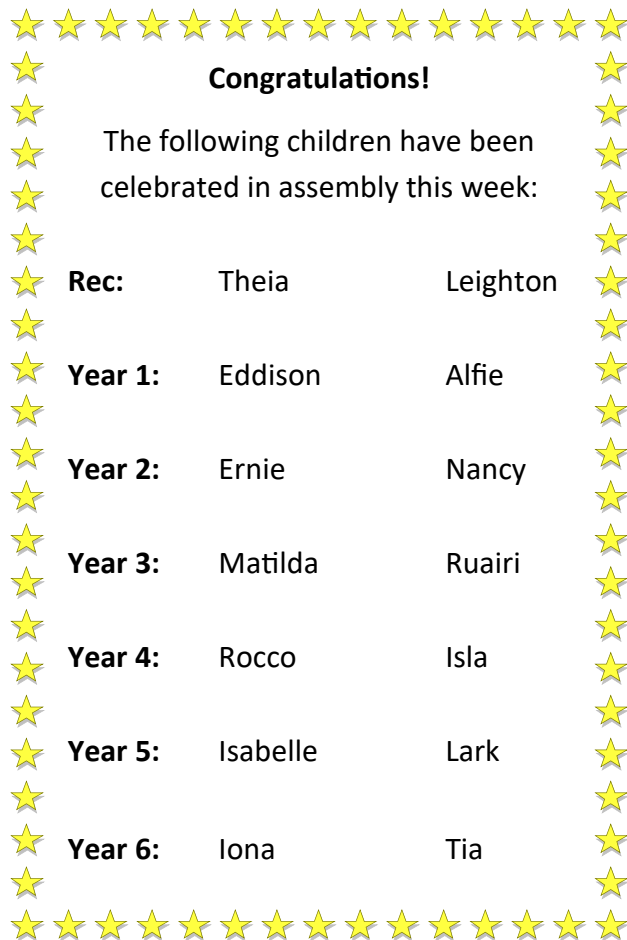 Congratulations!
The following children have been
celebrated in assembly this week:
Rec: Theia Leighton
Year 1: Eddison Alfie
Year 2: Ernie Nancy
Year 3: Matilda Ruairi
Year 4: Rocco Isla
Year 5: Isabelle Lark
Year 6: Iona Tia